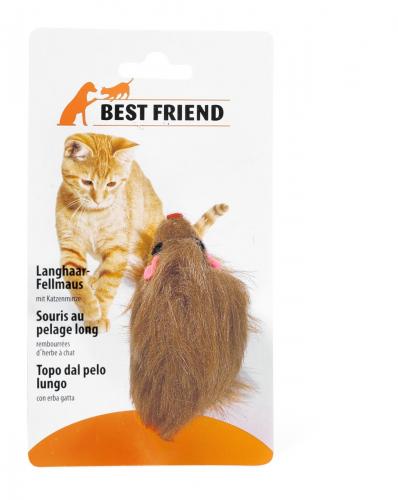 BEST FRIEND
Langhaar-
Fellmaus
mit Katzenminze
Souris au
pelage long
rembourrées
d'herbe à chat
Topo dal pelo
lungo
con erba gatta